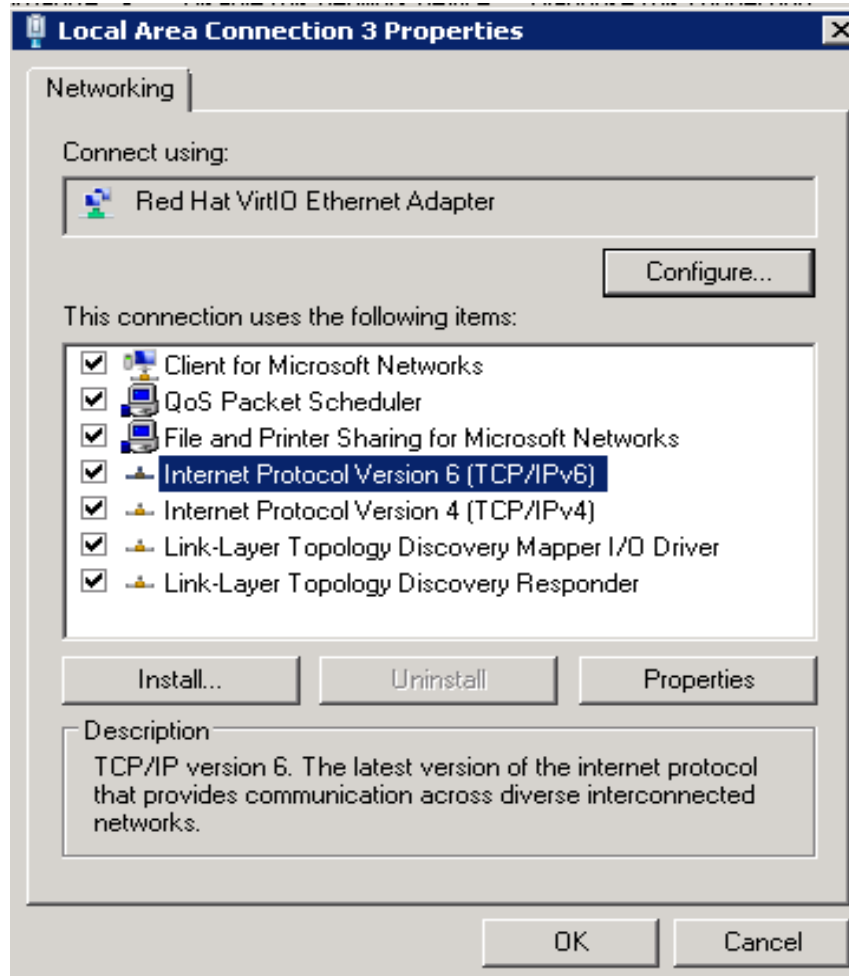 Local Area Connection 3 Properties
Networking
Connect using:
Red Hat VirtIO Ethernet Adapter
Configure...
This connection uses the following items:
Client for Microsoft Networks
QoS Packet Scheduler
File and Printer Sharing for Microsoft Networks
Internet Protocol Version 6 (TCP/IPv6)
Internet Protocol Version 4 (TCP/IPv4)
Link-Layer Topology Discovery Mapper I/O Driver
Link-Layer Topology Discovery Responder
Install...
Uninstall
Properties
Description
TCP/IP version 6. The latest version of the internet protocol
that provides communication across diverse interconnected
networks.
OK
Cancel